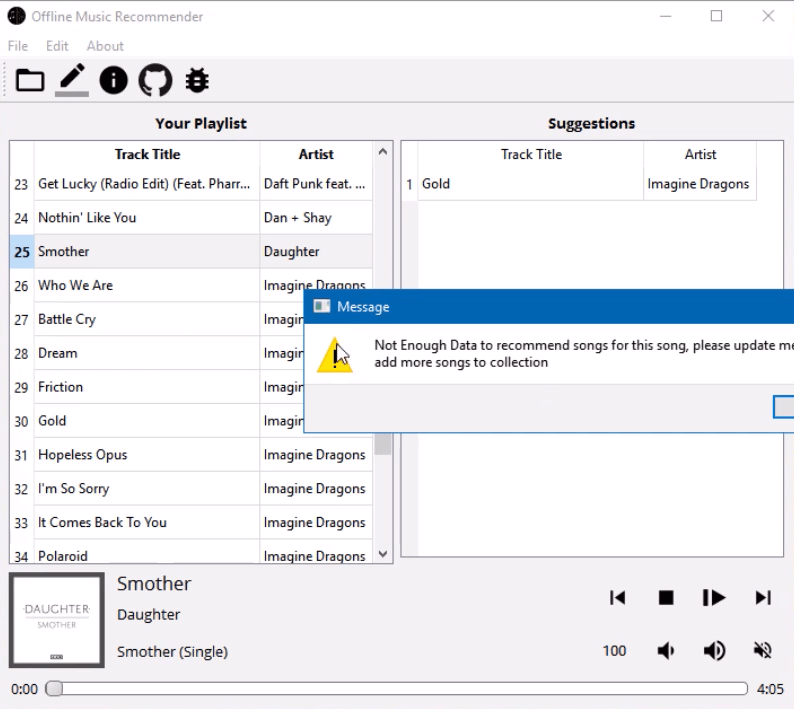 Offline Music Recommender
File Edit About
Your Playlist
Track Title Artist
23 Get Lucky (Radio Edit) (Feat. Pharr... Daft Punk feat. ...
24 Nothin' Like You Dan + Shay
25 Smother Daughter
26 Who We Are Imagine Dragons
27 Battle Cry Imagin
28 Dream Imagin
29 Friction Imagin
30 Gold Imagin
31 Hopeless Opus Imagine Dragons
32 I'm So Sorry Imagine Dragons
33 It Comes Back To You Imagine Dragons
34 Polaroid Imagine Dragons
Suggestions
Track Title Artist
1 Gold Imagine Dragons
Message
Not Enough Data to recommend songs for this song, please update me
add more songs to collection
DAUGHTER
SMOTHER
Smother
Daughter
Smother (Single)
100
0:00 4:05